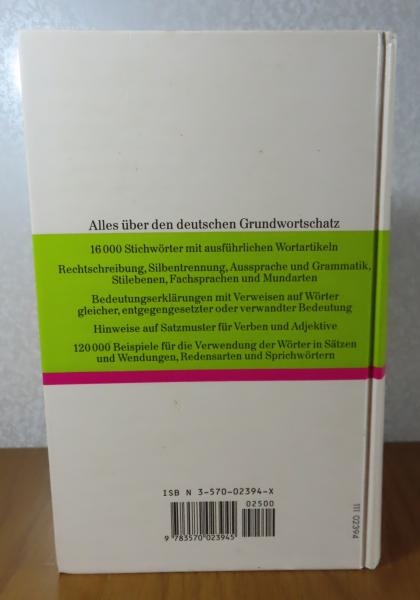 Alles über den deutschen Grundwortschatz
16 000 Stichwörter mit ausführlichen Wortartikeln
Rechtschreibung, Silbentrennung, Aussprache und Grammatik,
Stilebenen, Fachsprachen und Mundarten
Bedeutungserklärungen mit Verweisen auf Wörter
gleicher, entgegengesetzter oder verwandter Bedeutung
Hinweise auf Satzmuster für Verben und Adjektive
120 000 Beispiele für die Verwendung der Wörter in Sätzen
und Wendungen, Redensarten und Sprichwörtern
ISB N 3-570-02394-X
02500
9 783570 023945
111 02394